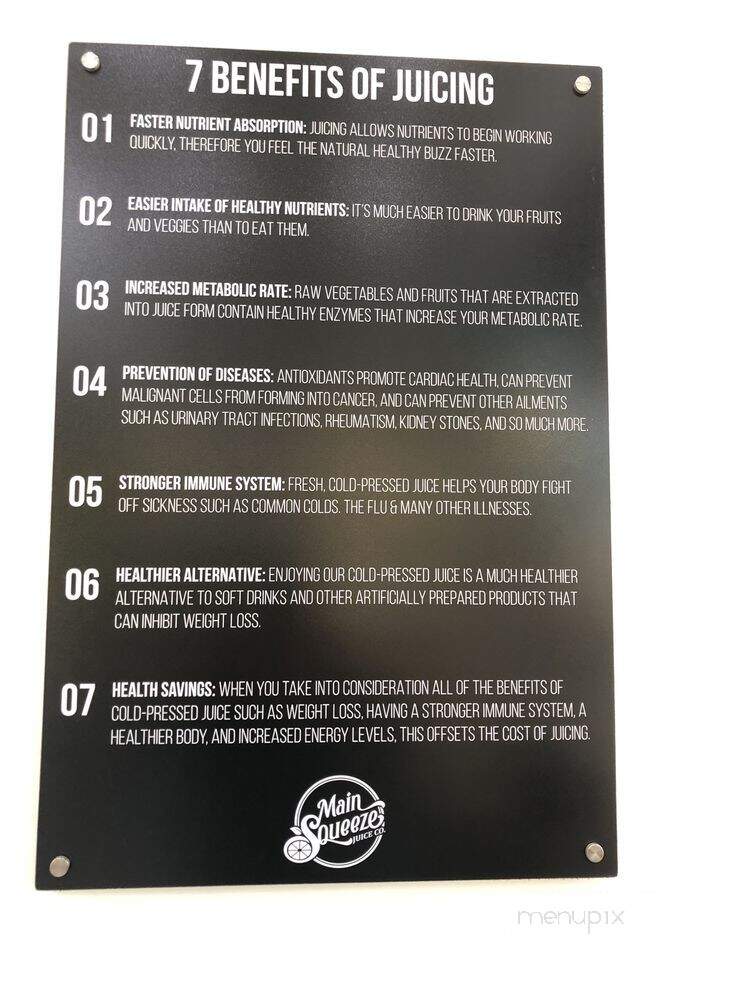 7 BENEFITS OF JUICING
01 FASTER NUTRIENT ABSORPTION: JUICING ALLOWS NUTRIENTS TO BEGIN WORKING
QUICKLY, THEREFORE YOU FEEL THE NATURAL HEALTHY BUZZ FASTER.
02 EASIER INTAKE OF HEALTHY NUTRIENTS: IT'S MUCH EASIER TO DRINK YOUR FRUITS
AND VEGGIES THAN TO EAT THEM.
03 INCREASED METABOLIC RATE: RAW VEGETABLES AND FRUITS THAT ARE EXTRACTED
INTO JUICE FORM CONTAIN HEALTHY ENZYMES THAT INCREASE YOUR METABOLIC RATE.
04 PREVENTION OF DISEASES: ANTIOXIDANTS PROMOTE CARDIAC HEALTH, CAN PREVENT
MALIGNANT CELLS FROM FORMING INTO CANCER, AND CAN PREVENT OTHER AILMENTS
SUCH AS URINARY TRACT INFECTIONS, RHEUMATISM, KIDNEY STONES, AND SO MUCH MORE.
05 STRONGER IMMUNE SYSTEM: FRESH, COLD-PRESSED JUICE HELPS YOUR BODY FIGHT
OFF SICKNESS SUCH AS COMMON COLDS. THE FLU & MANY OTHER ILLNESSES.
06 HEALTHIER ALTERNATIVE: ENJOYING OUR COLD-PRESSED JUICE IS A MUCH HEALTHIER
ALTERNATIVE TO SOFT DRINKS AND OTHER ARTIFICIALLY PREPARED PRODUCTS THAT
CAN INHIBIT WEIGHT LOSS.
07 HEALTH SAVINGS: WHEN YOU TAKE INTO CONSIDERATION ALL OF THE BENEFITS OF
COLD-PRESSED JUICE SUCH AS WEIGHT LOSS, HAVING A STRONGER IMMUNE SYSTEM, A
HEALTHIER BODY, AND INCREASED ENERGY LEVELS, THIS OFFSETS THE COST OF JUICING.
Main
Squeeze
JUICE CO.
menupix